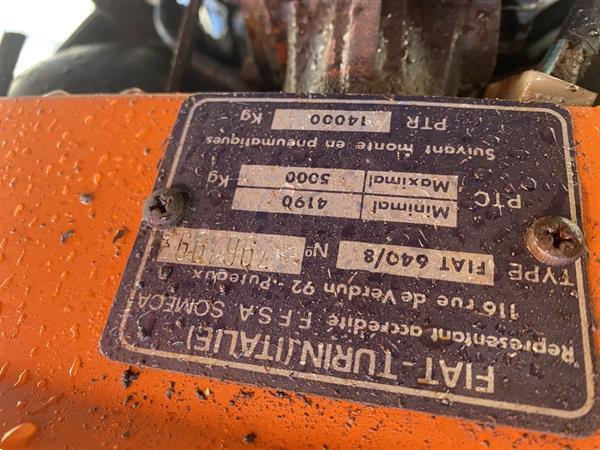 FIAT - TURIN (ITALIE)
Représentant accrédité F.F.S.A. SOMECA
116 rue de Verdun 92 - Puteaux
TYPE FIAT 640/8 N°
PTC Minimal 4190 Kg
Maximal 5000
Suivant monte en pneumatiques
PTR 14000 Kg